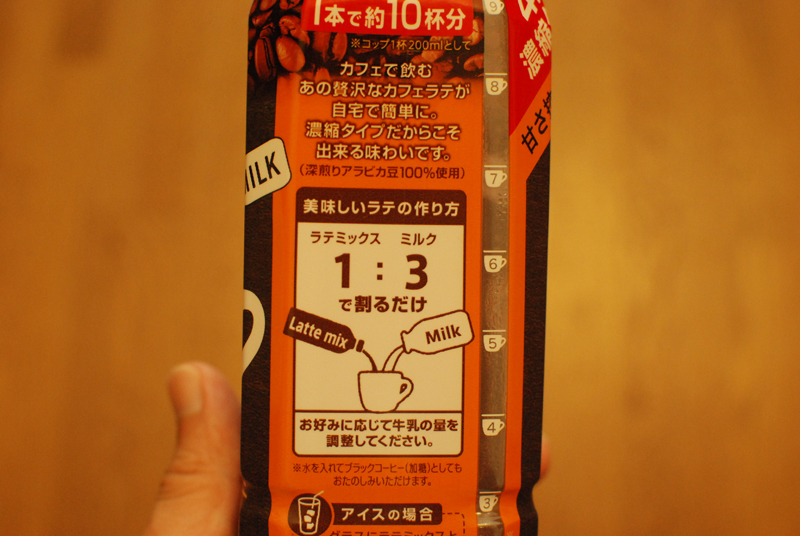 1本で約10杯分
※コップ1杯200mlとして
カフェで飲む
あの贅沢なカフェラテが
自宅で簡単に。
濃縮タイプだからこそ
出来る味わいです。
（深煎りアラビカ豆100％使用）
美味しいラテの作り方
ラテミックス ミルク
1：3
で割るだけ
Latte mix
Milk
お好みに応じて牛乳の量を
調整してください。
※水を入れてブラックコーヒー（加糖）としても
おたのしみいただけます。
アイスの場合
MILK
9
8
7
6
5
4
3
濃縮
甘さ